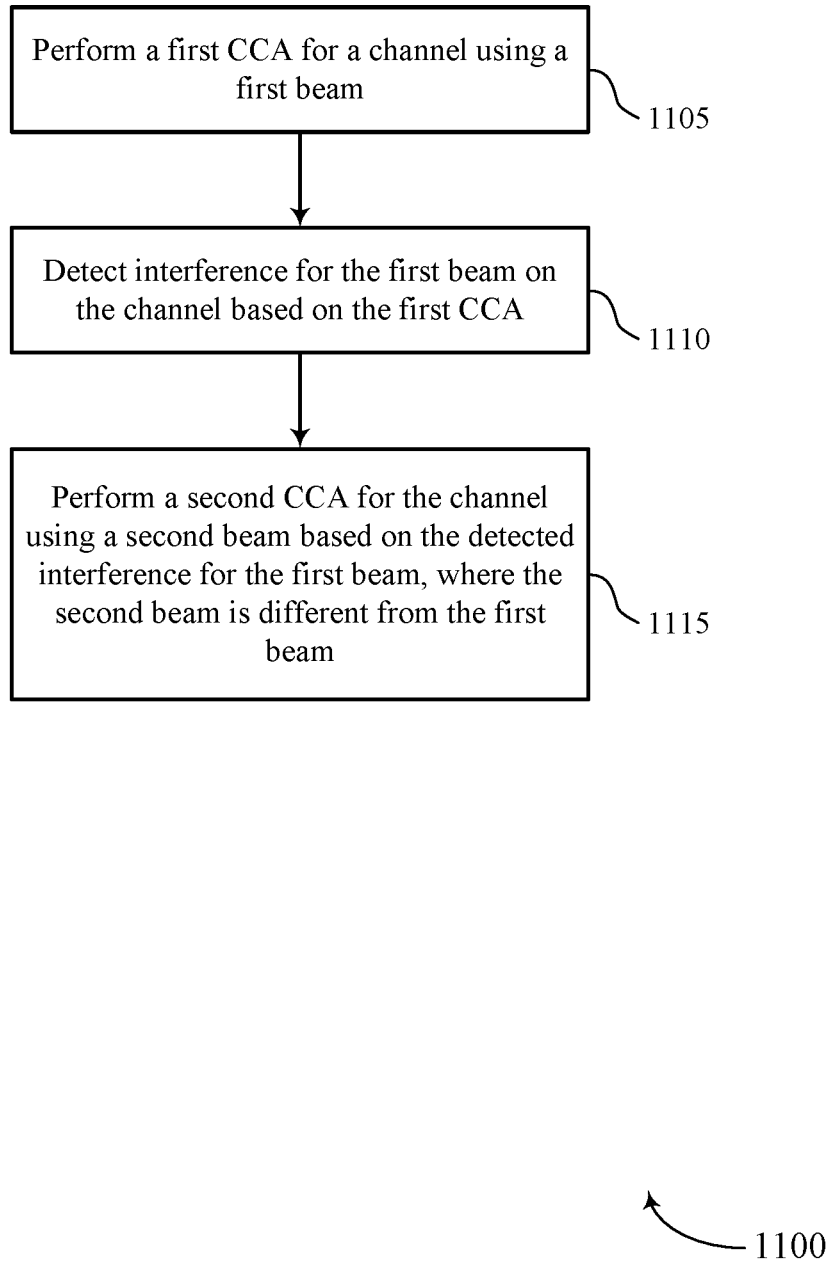 Perform a first CCA for a channel using a
first beam
1105
Detect interference for the first beam on
the channel based on the first CCA
1110
Perform a second CCA for the channel
using a second beam based on the detected
interference for the first beam, where the
second beam is different from the first
beam
1115
1100